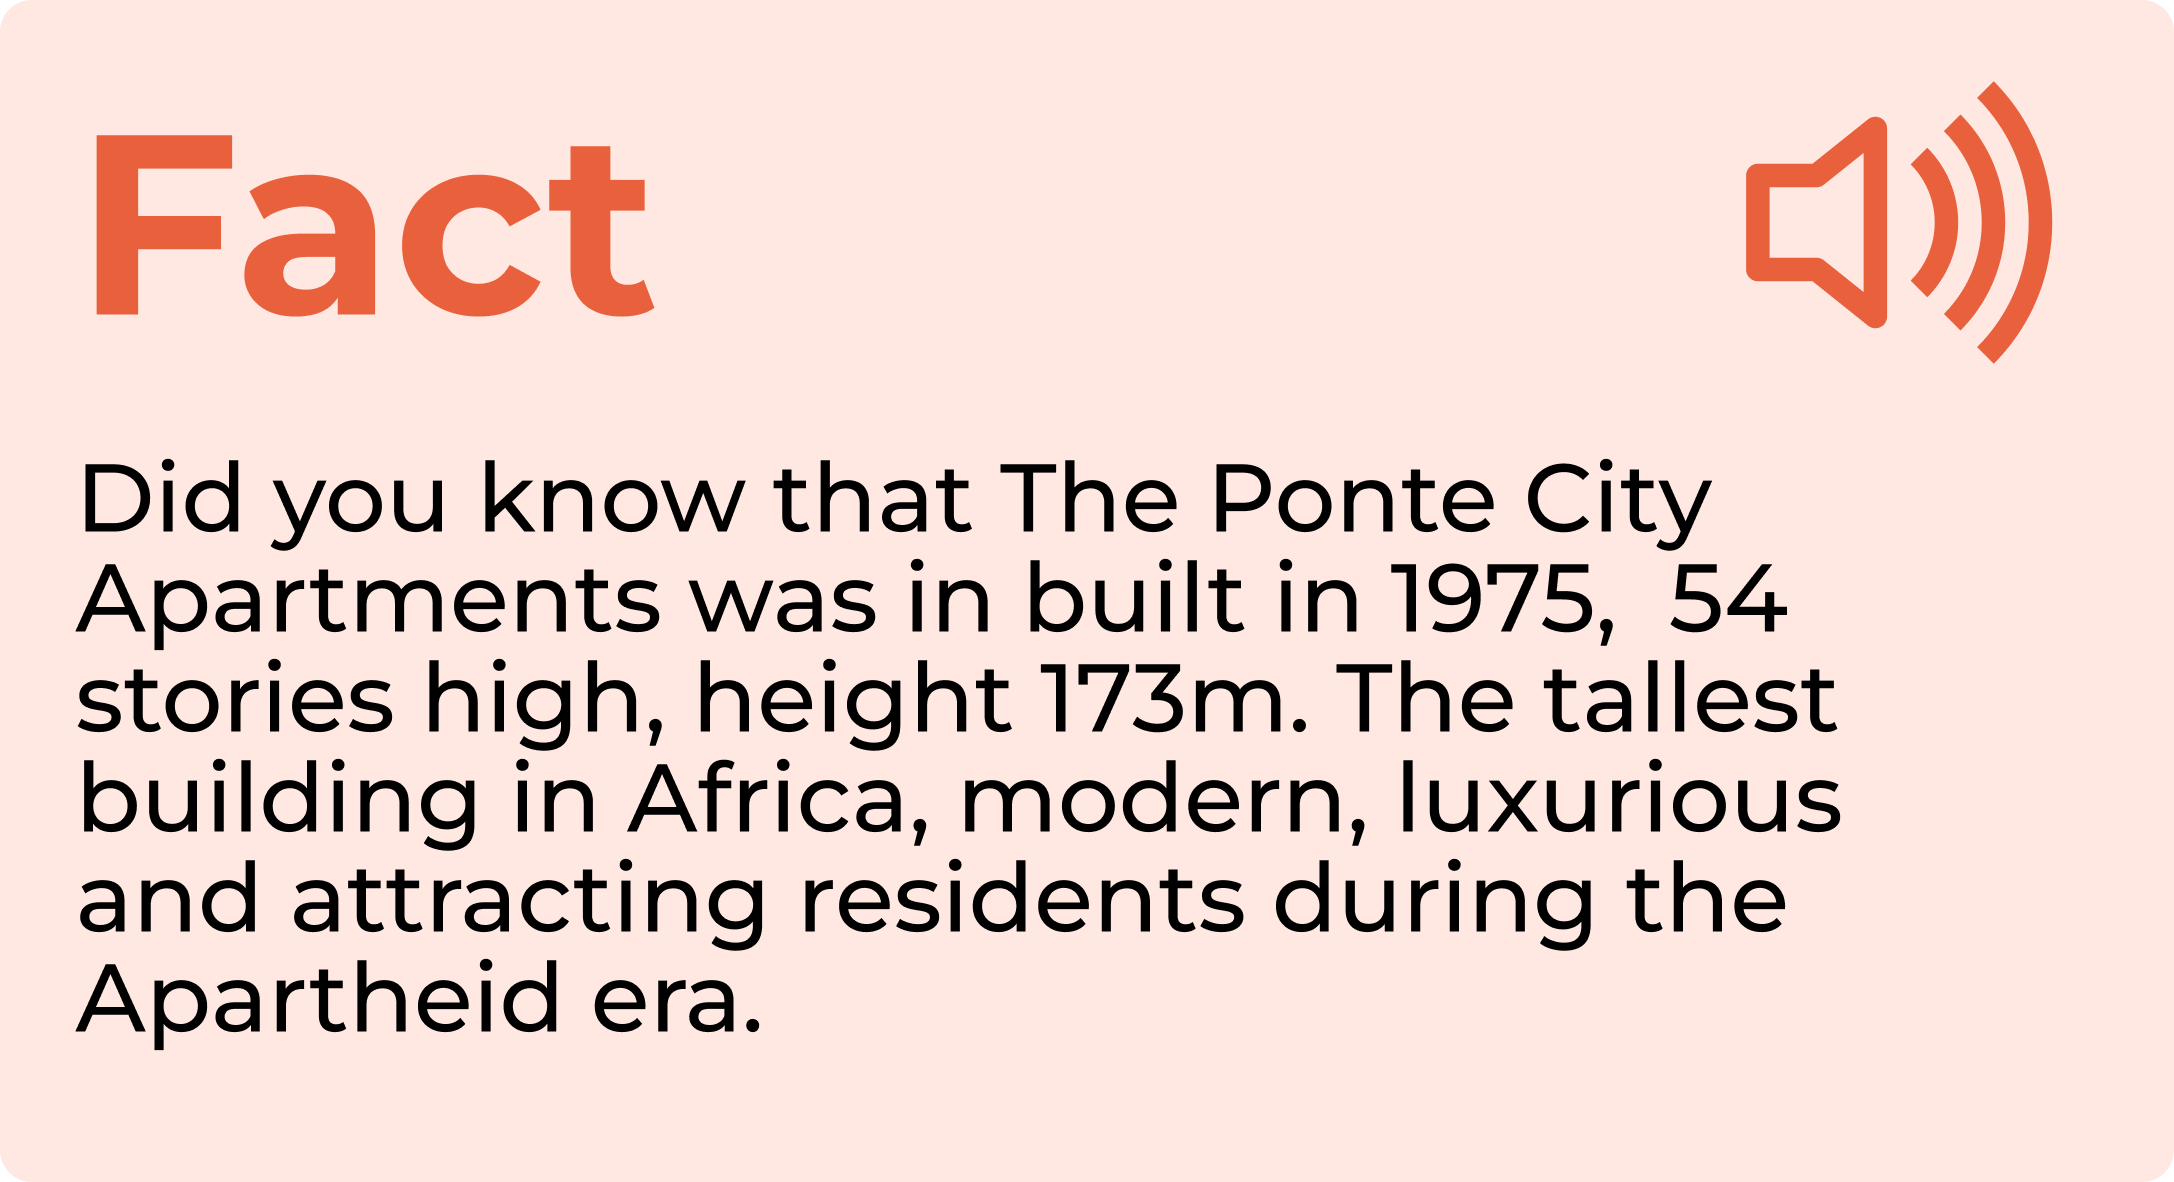 Fact
Did you know that The Ponte City
Apartments was in built in 1975,  54
stories high, height 173m. The tallest
building in Africa, modern, luxurious
and attracting residents during the
Apartheid era.